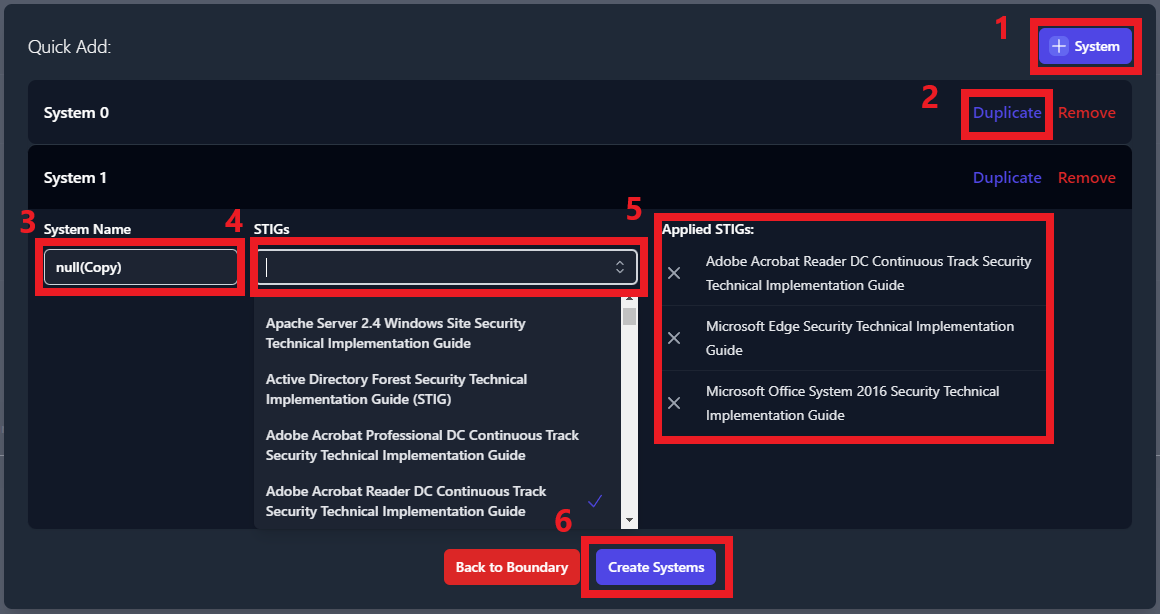 1
Quick Add:
System
2
System 0
Duplicate Remove
System 1
Duplicate Remove
3
System Name
4
STIGs
5
Applied STIGs:
null(Copy)
Adobe Acrobat Reader DC Continuous Track Security
Technical Implementation Guide
Microsoft Edge Security Technical Implementation
Guide
Microsoft Office System 2016 Security Technical
Implementation Guide
Apache Server 2.4 Windows Site Security
Technical Implementation Guide
Active Directory Forest Security Technical
Implementation Guide (STIG)
Adobe Acrobat Professional DC Continuous Track
Security Technical Implementation Guide
Adobe Acrobat Reader DC Continuous Track
Security Technical Implementation Guide
6
Back to Boundary
Create Systems